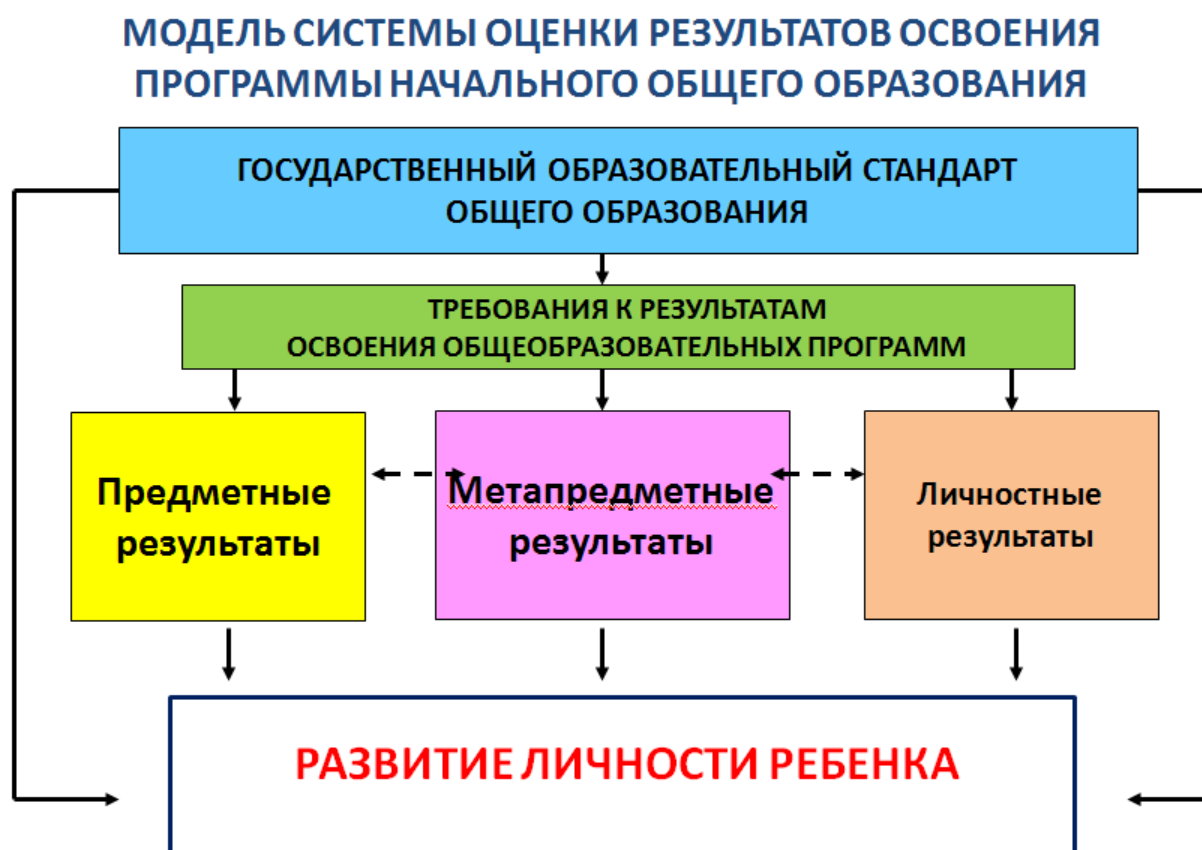 МОДЕЛЬ СИСТЕМЫ ОЦЕНКИ РЕЗУЛЬТАТОВ ОСВОЕНИЯ
ПРОГРАММЫ НАЧАЛЬНОГО ОБЩЕГО ОБРАЗОВАНИЯ
ГОСУДАРСТВЕННЫЙ ОБРАЗОВАТЕЛЬНЫЙ СТАНДАРТ
ОБЩЕГО ОБРАЗОВАНИЯ
ТРЕБОВАНИЯ К РЕЗУЛЬТАТАМ
ОСВОЕНИЯ ОБЩЕОБРАЗОВАТЕЛЬНЫХ ПРОГРАММ
Предметные
результаты
Метапредметные
результаты
Личностные
результаты
РАЗВИТИЕ ЛИЧНОСТИ РЕБЕНКА